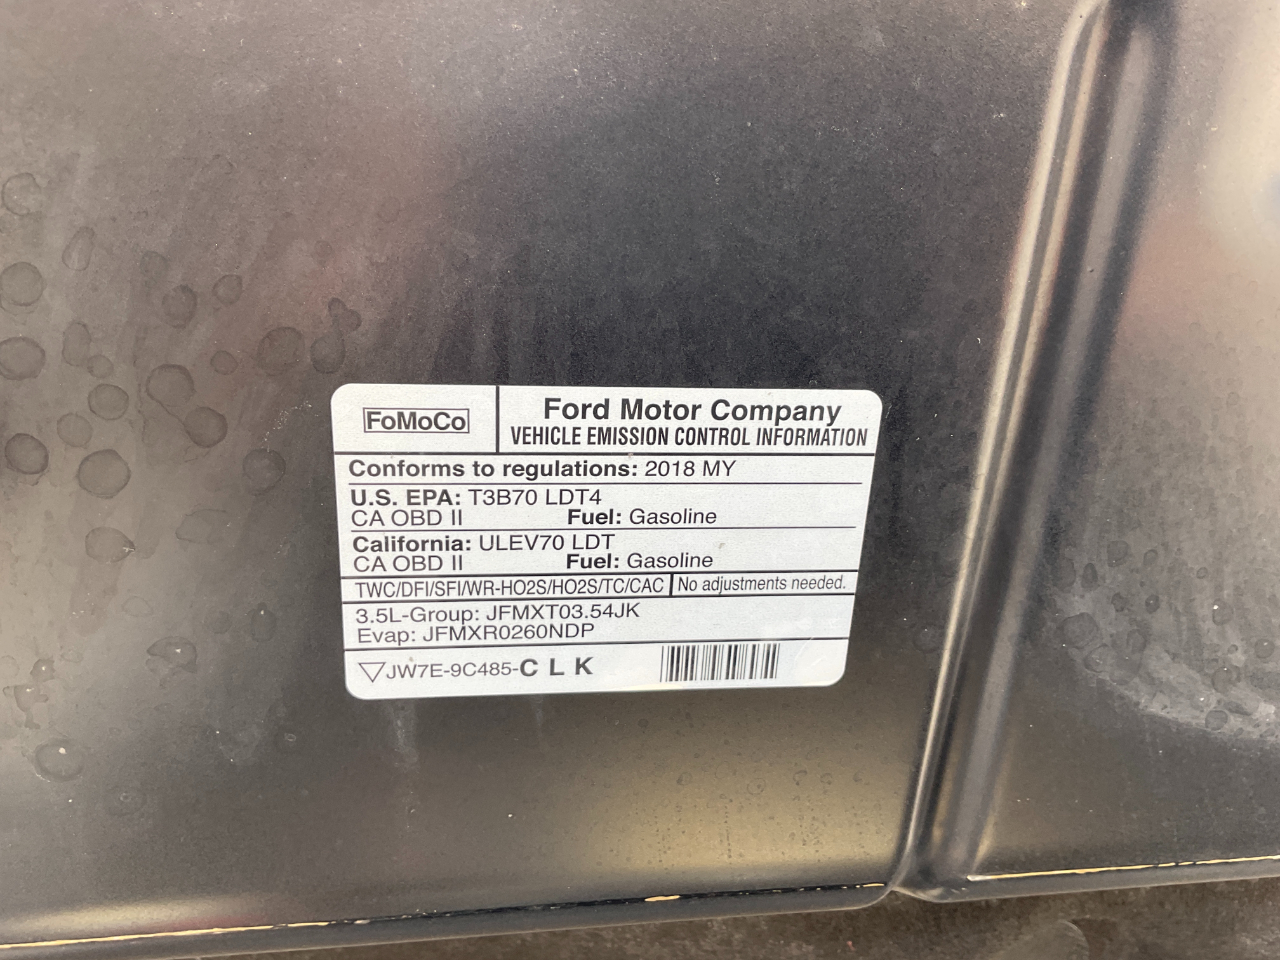 FoMoCo
Ford Motor Company
VEHICLE EMISSION CONTROL INFORMATION
Conforms to regulations: 2018 MY
U.S. EPA: T3B70 LDT4
CA OBD II Fuel: Gasoline
California: ULEV70 LDT
CA OBD II Fuel: Gasoline
TWC/DFI/SFI/WR-HO2S/HO2S/TC/CAC No adjustments needed.
3.5L-Group: JFMXT03.54JK
Evap: JFMXR0260NDP
JW7E-9C485-C L K